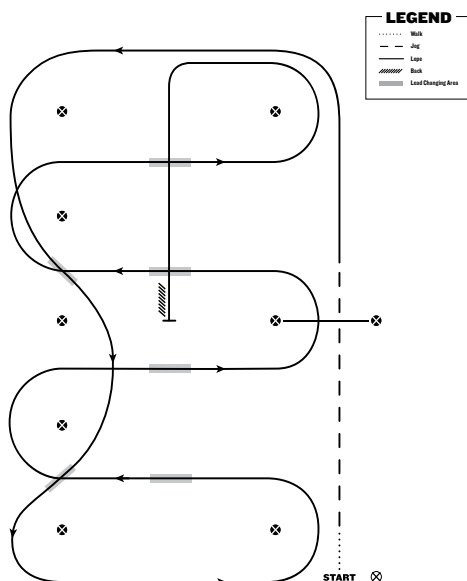 LEGEND
Walk
Jog
Lope
Back
Lead Changing Area
START